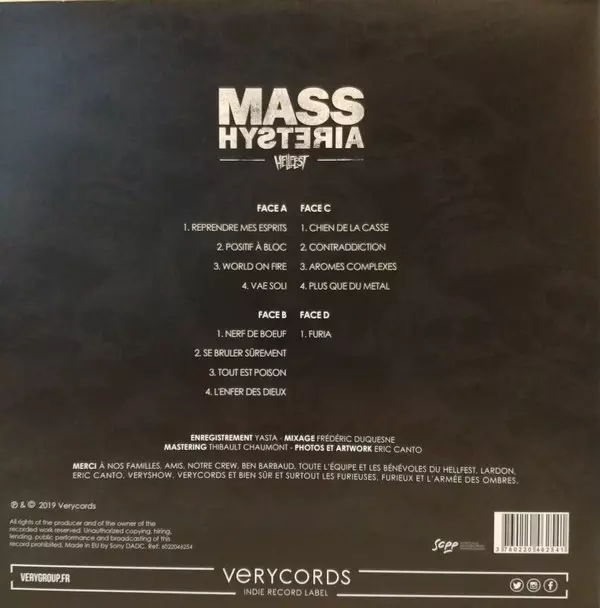 MASS
HYSTERIA
HELLFEST
FACE A
1. REPRENDRE MES ESPRITS
2. POSITIF À BLOC
3. WORLD ON FIRE
4. VAE SOLI
FACE B
1. NERF DE BOEUF
2. SE BRULER SÛREMENT
3. TOUT EST POISON
4. L'ENFER DES DIEUX
FACE C
1. CHIEN DE LA CASSE
2. CONTRADDICTION
3. AROMES COMPLEXES
4. PLUS QUE DU METAL
FACE D
1. FURIA
ENREGISTREMENT YASTA - MIXAGE FRÉDÉRIC DUQUESNE
MASTERING THIBAULT CHAUMONT - PHOTOS ET ARTWORK ERIC CANTO
MERCI À NOS FAMILLES, AMIS, NOTRE CREW, BEN BARBAUD, TOUTE L'ÉQUIPE ET LES BÉNÉVOLES DU HELLFEST, LARDON,
ERIC CANTO, VERYSHOW, VERYCORDS ET BIEN SÛR ET SURTOUT LES FURIEUSES, FURIEUX ET L'ARMÉE DES OMBRES.
℗ & © 2019 Verycords
All rights of the producer and of the owner of the
recorded work reserved. Unauthorized copying, hiring,
lending, public performance and broadcasting of this
record prohibited. Made in EU by Sony DADC. Ref: 6022046254
scpp
3 760220 462541
VERYGROUP.FR
VERYCORDS
INDIE RECORD LABEL